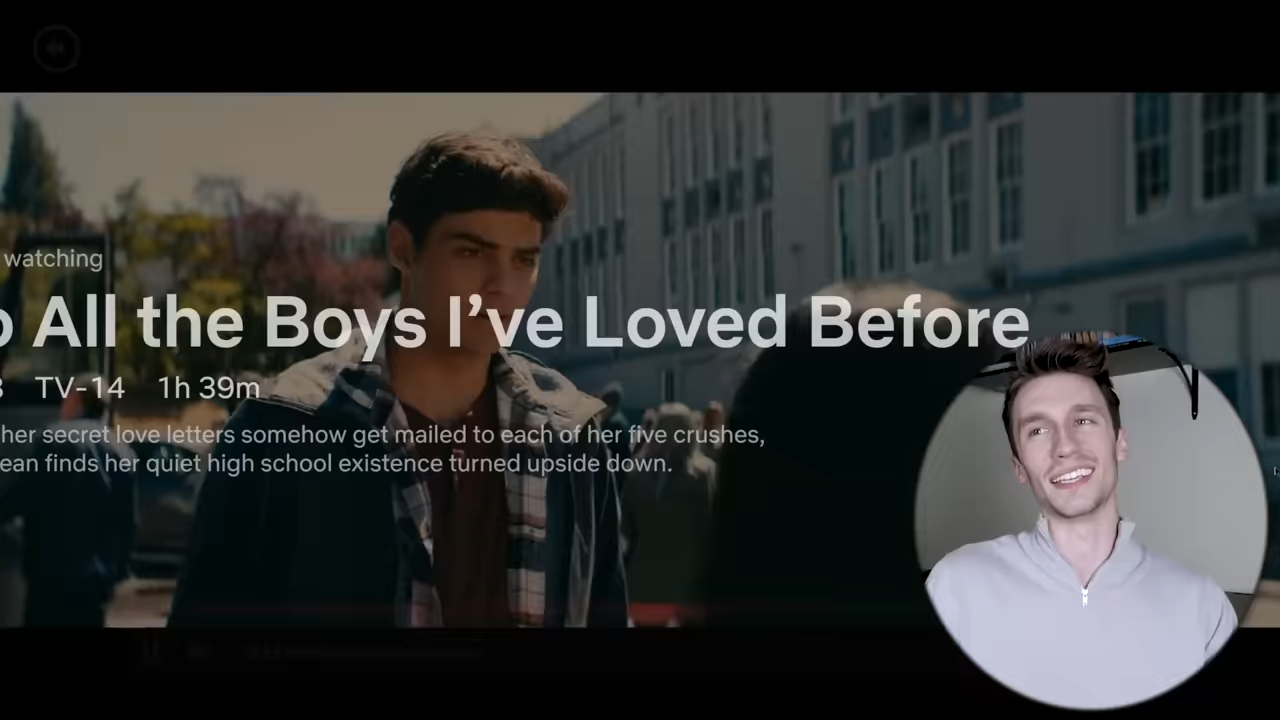 watching
o All the Boys I've Loved Before
8 TV-14 1h 39m
her secret love letters somehow get mailed to each of her five crushes,
ean finds her quiet high school existence turned upside down.